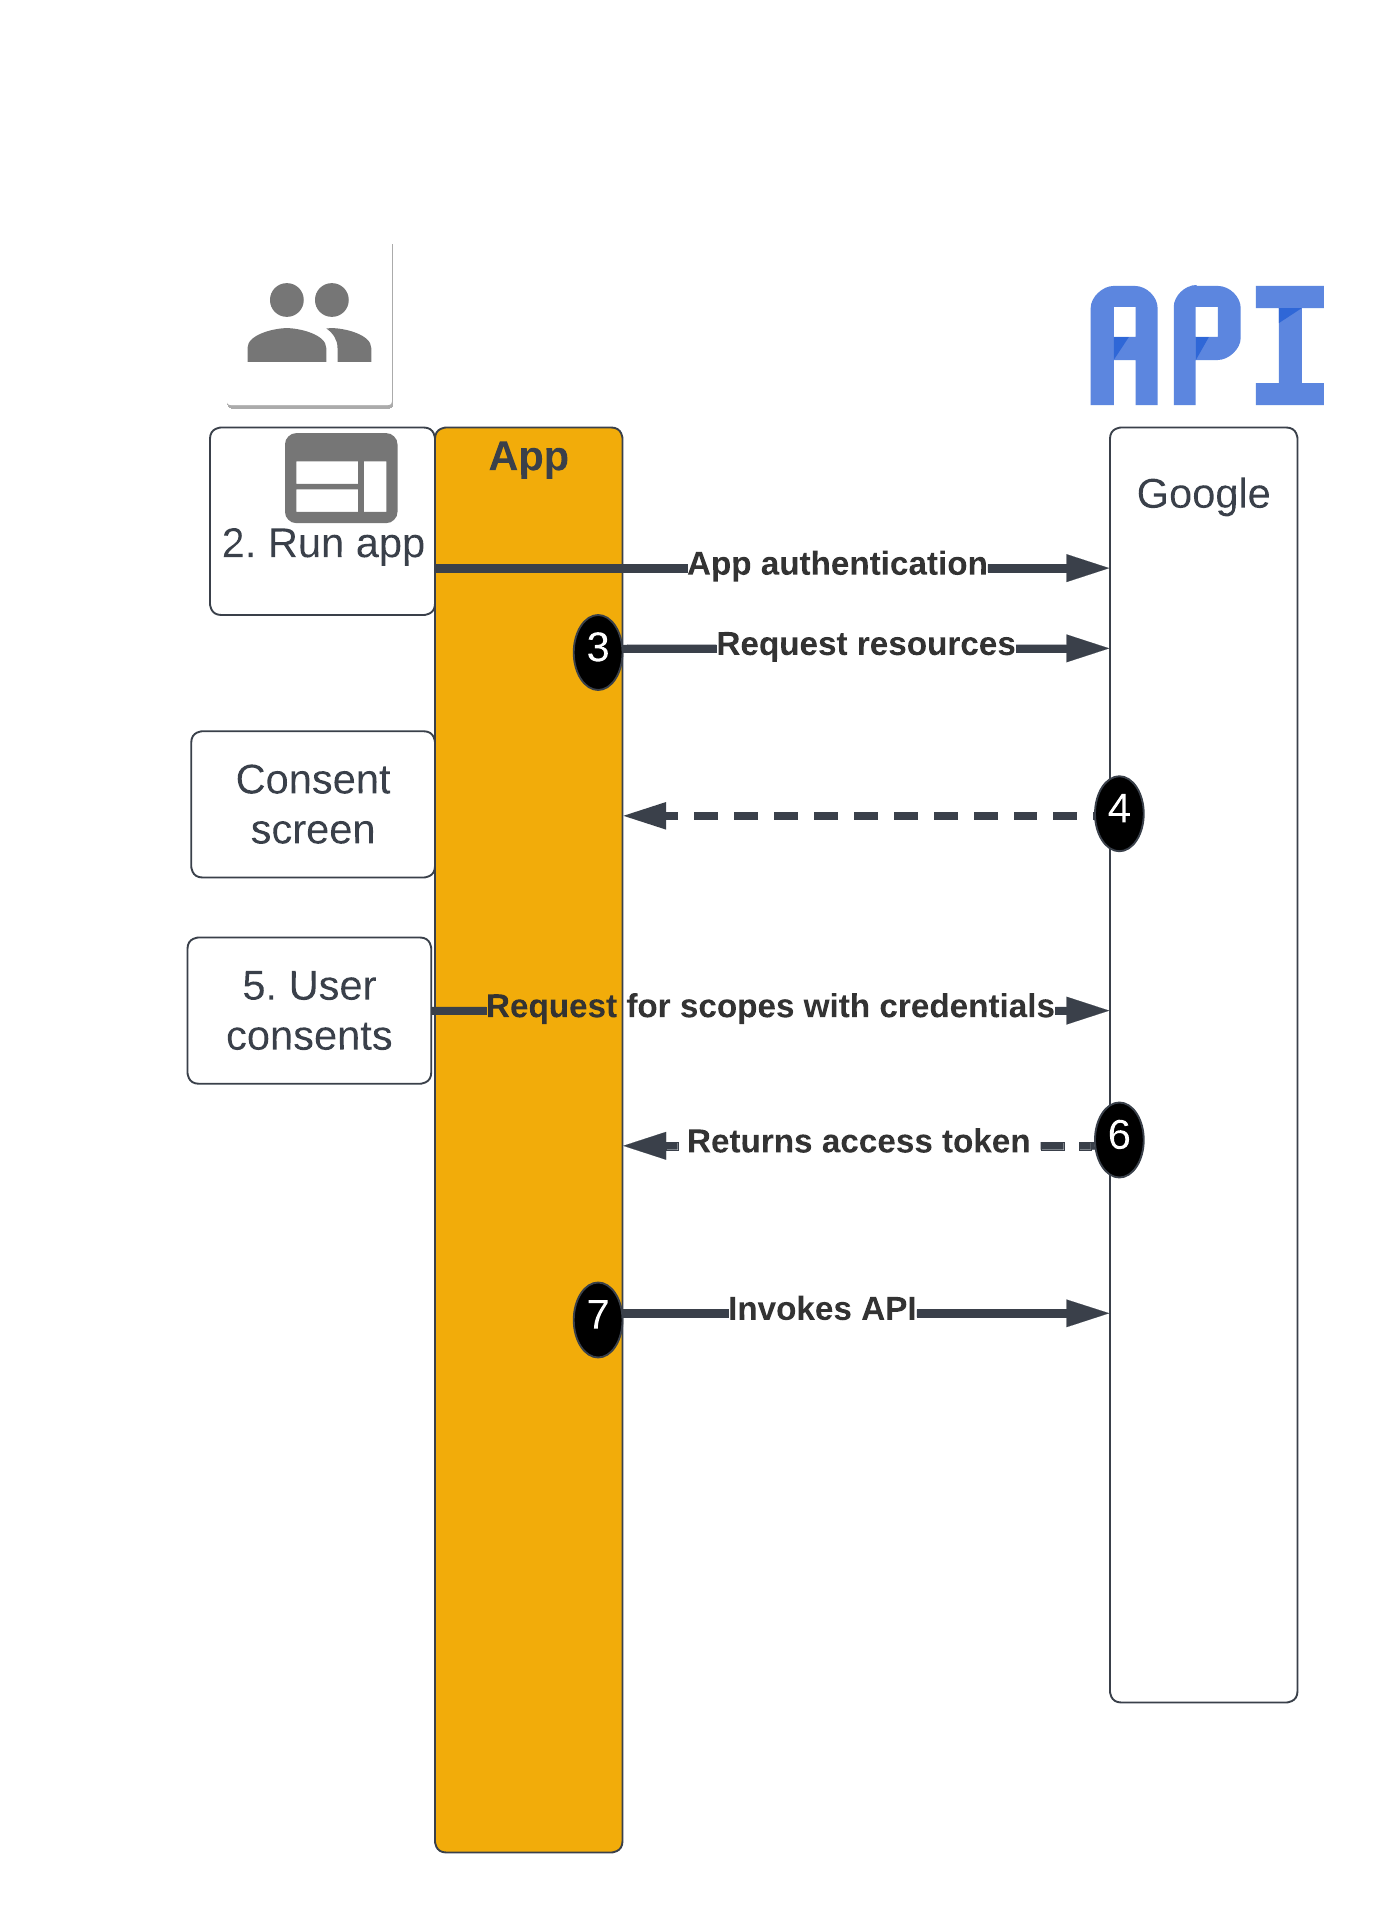 API
App
Google
2. Run app
App authentication
3
Request resources
Consent
screen
4
5. User
consents
Request for scopes with credentials
Returns access token
6
7
Invokes API